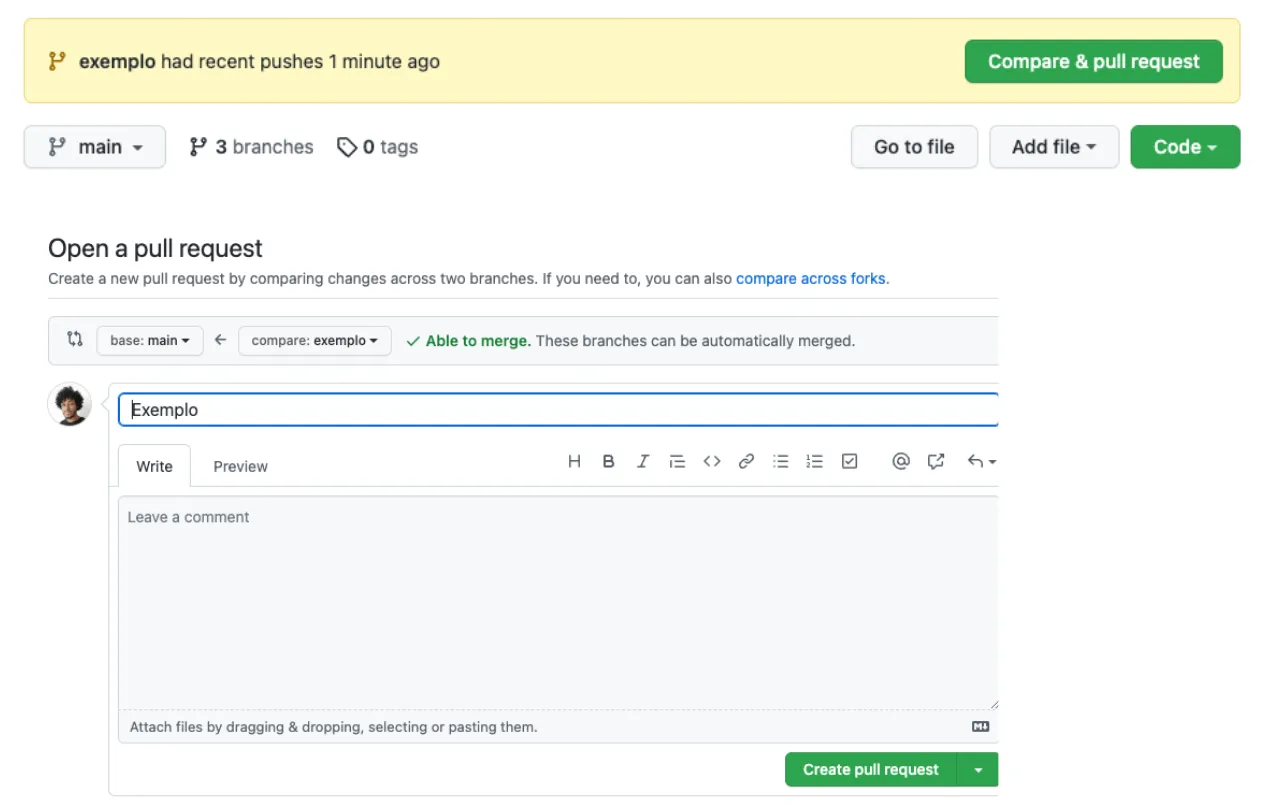 exemplo had recent pushes 1 minute ago Compare & pull request
main 3 branches 0 tags Go to file Add file Code
Open a pull request
Create a new pull request by comparing changes across two branches. If you need to, you can also compare across forks.
base: main compare: exemplo Able to merge. These branches can be automatically merged.
Exemplo
Write Preview
Leave a comment
Attach files by dragging & dropping, selecting or pasting them.
Create pull request